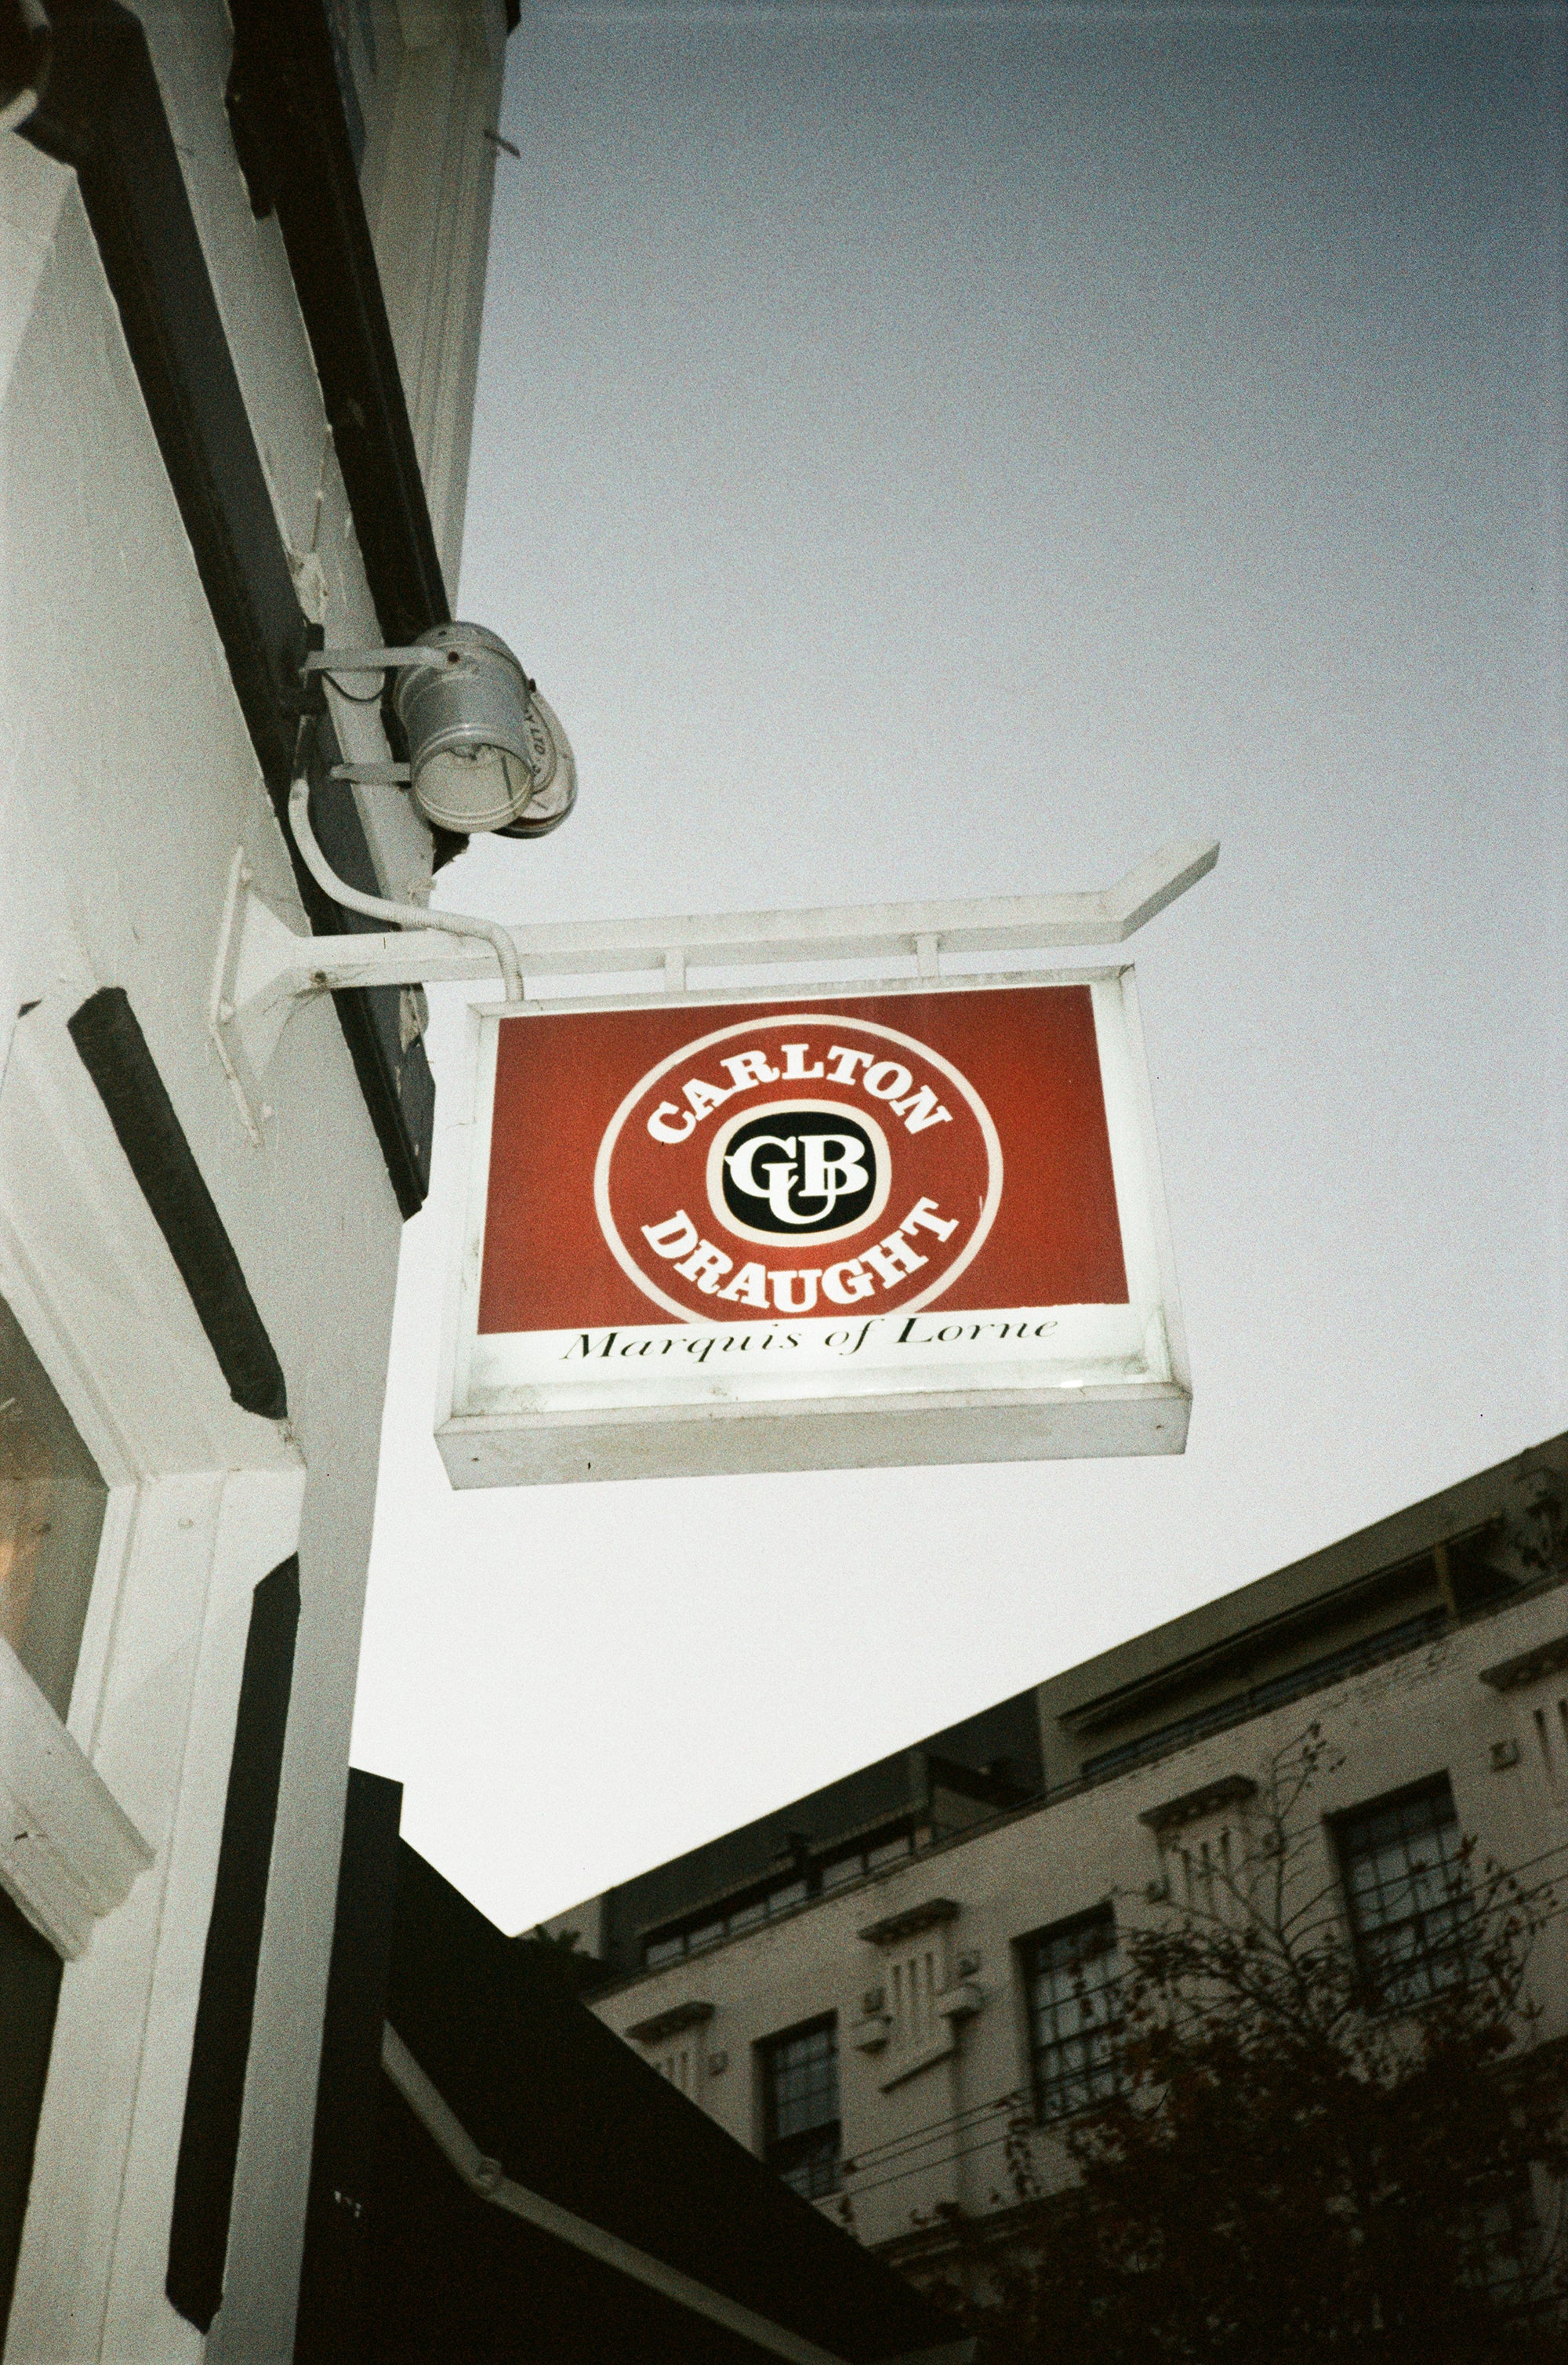 CARLTON
CUB
DRAUGHT
Marquis of Lorne